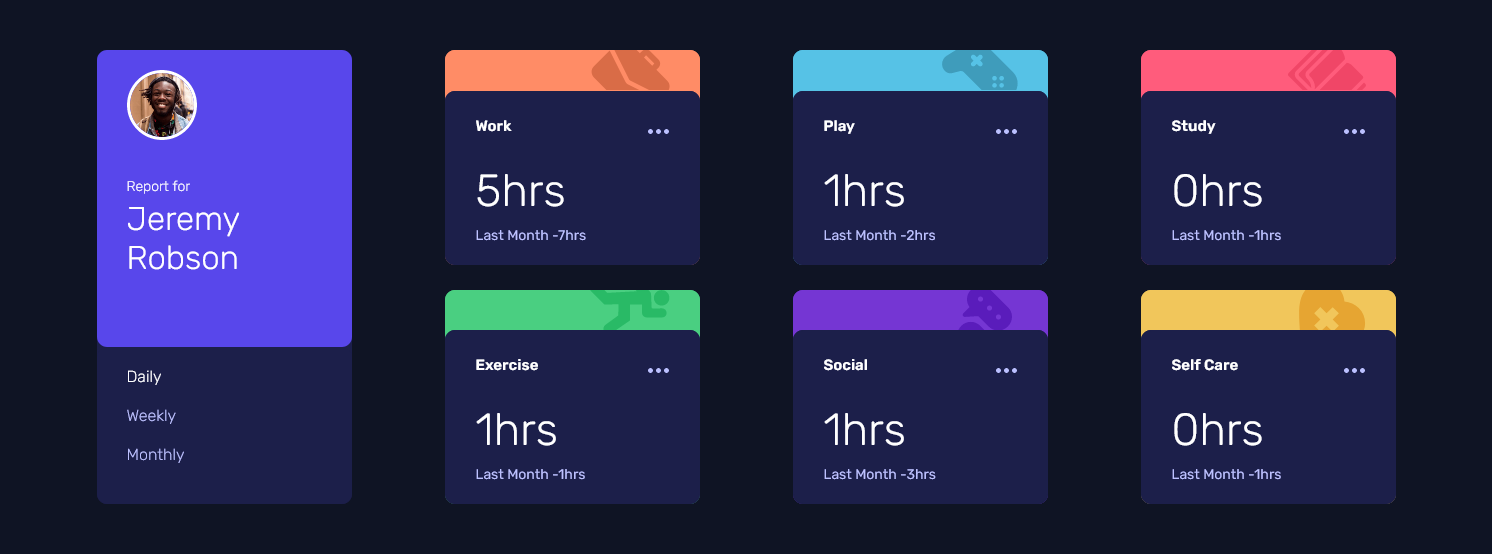 Report for
Jeremy
Robson
Daily
Weekly
Monthly
Work
5hrs
Last Month -7hrs
Play
1hrs
Last Month -2hrs
Study
0hrs
Last Month -1hrs
Exercise
1hrs
Last Month -1hrs
Social
1hrs
Last Month -3hrs
Self Care
0hrs
Last Month -1hrs